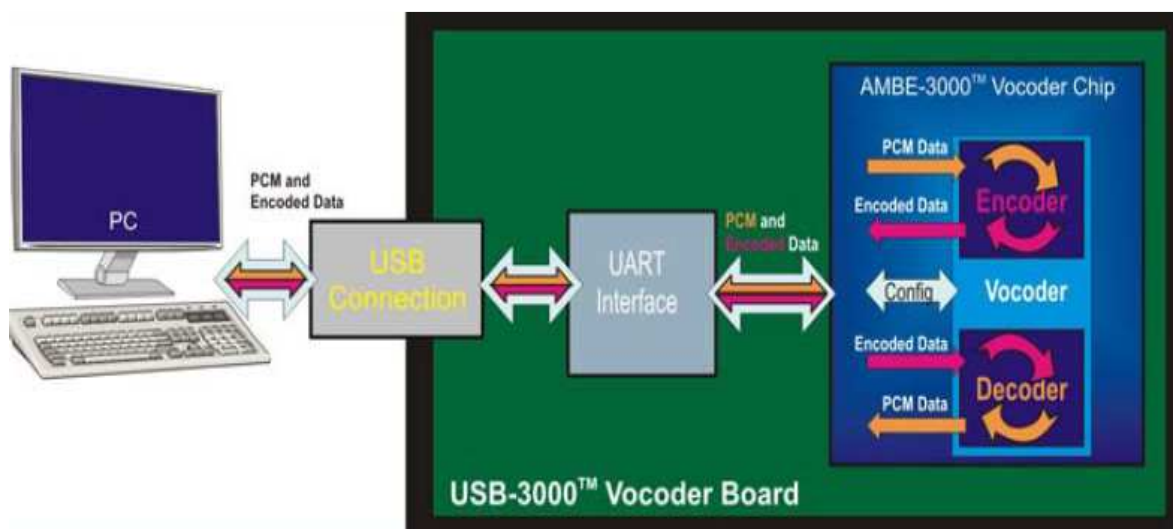 PC
PCM and
Encoded Data
USB
Connection
UART
Interface
PCM and
Encoded Data
AMBE-3000™ Vocoder Chip
PCM Data
Encoded Data
Encoder
Config
Vocoder
Encoded Data
PCM Data
Decoder
USB-3000™ Vocoder Board